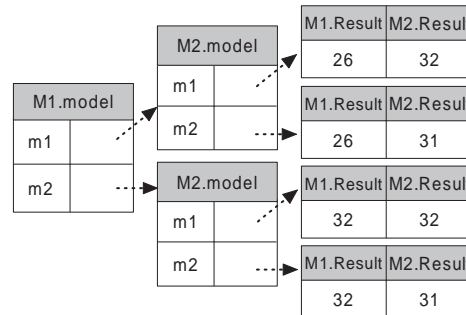 M1.Result M2.Resul
26 32
M2.model
m1
m2
M1.Result M2.Resul
26 31
M1.model
m1
m2
M2.model
m1
m2
M1.Result M2.Resul
32 32
M1.Result M2.Resul
32 31